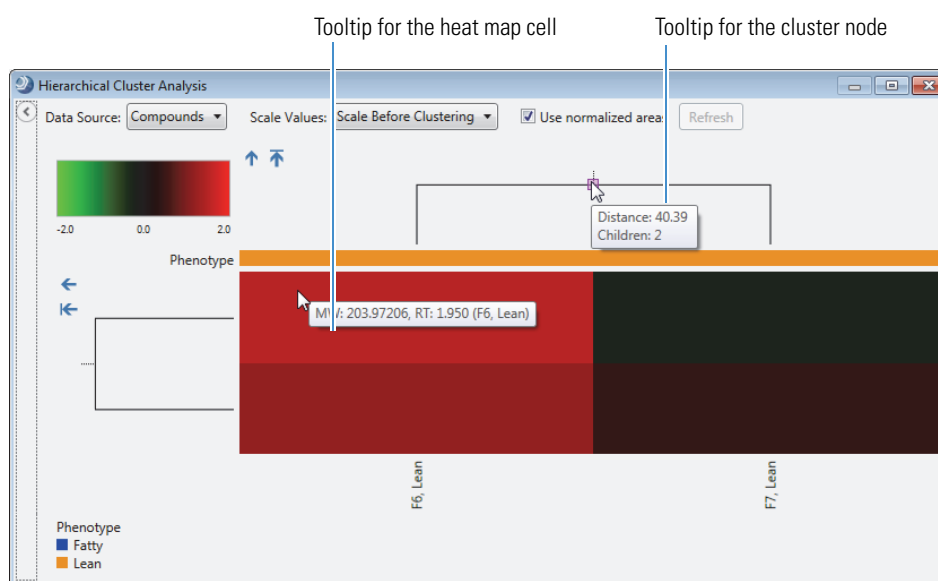 Tooltip for the heat map cell
Tooltip for the cluster node
Hierarchical Cluster Analysis
Data Source: Compounds Scale Values: Scale Before Clustering Use normalized areas Refresh
Distance: 40.39
Children: 2
-2.0 0.0 2.0
Phenotype
MW: 203.97206, RT: 1.950 (F6, Lean)
F6, Lean
F7, Lean
Phenotype
Fatty
Lean